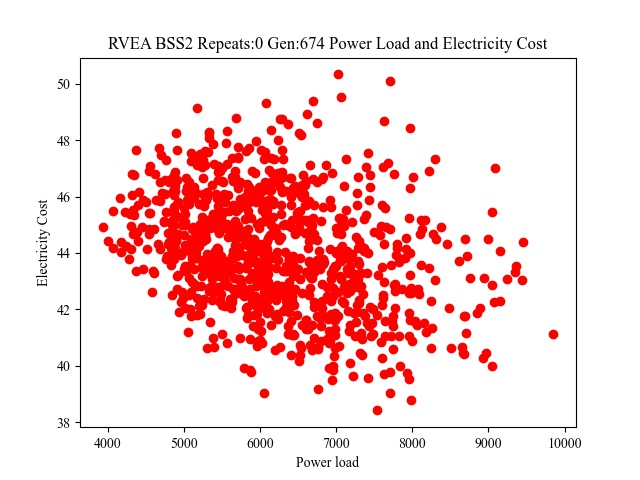 RVEA BSS2 Repeats:0 Gen:674 Power Load and Electricity Cost
50
48
46
44
42
40
38
Electricity Cost
4000 5000 6000 7000 8000 9000 10000
Power load